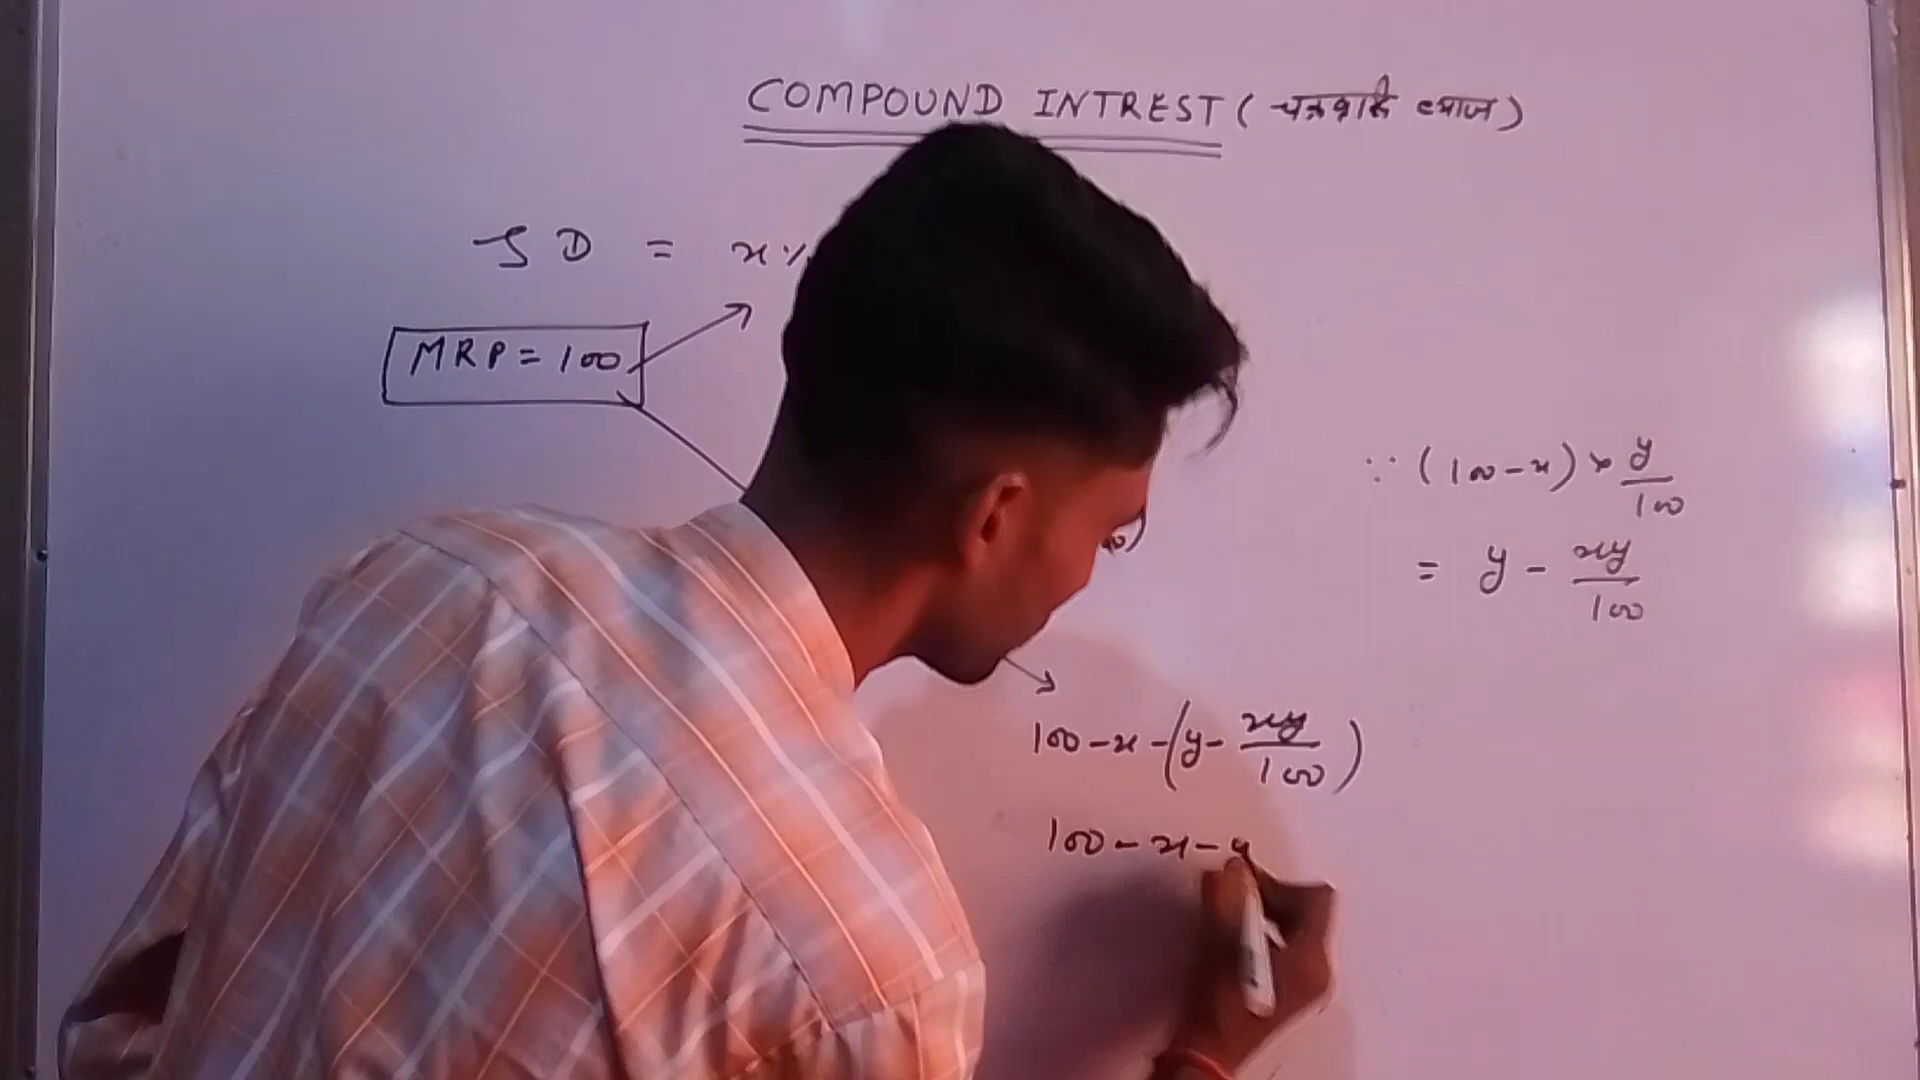 COMPOUND INTREST (चक्रवृद्धि ब्याज)
SD = x%
MRP = 100
∵ (100-x) × y/100
= y - xy/100
100-x-(y-xy/100)
100-x-y